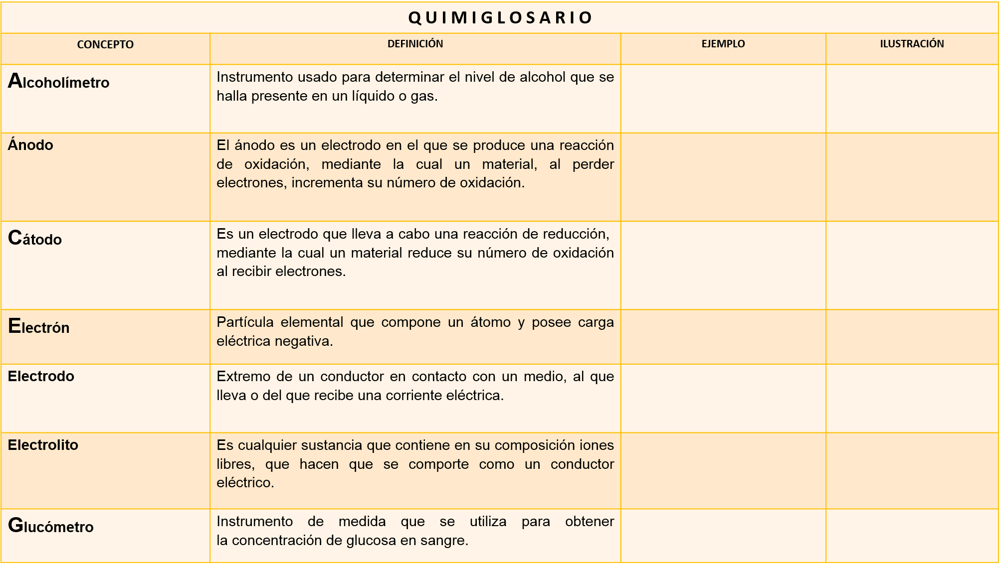 QUIMIGLOSARIO
CONCEPTO
DEFINICIÓN
EJEMPLO
ILUSTRACIÓN
Alcoholímetro
Instrumento usado para determinar el nivel de alcohol que se
halla presente en un líquido o gas.
Ánodo
El ánodo es un electrodo en el que se produce una reacción
de oxidación, mediante la cual un material, al perder
electrones, incrementa su número de oxidación.
Cátodo
Es un electrodo que lleva a cabo una reacción de reducción,
mediante la cual un material reduce su número de oxidación
al recibir electrones.
Electrón
Partícula elemental que compone un átomo y posee carga
eléctrica negativa.
Electrodo
Extremo de un conductor en contacto con un medio, al que
lleva o del que recibe una corriente eléctrica.
Electrolito
Es cualquier sustancia que contiene en su composición iones
libres, que hacen que se comporte como un conductor
eléctrico.
Glucómetro
Instrumento de medida que se utiliza para obtener
la concentración de glucosa en sangre.